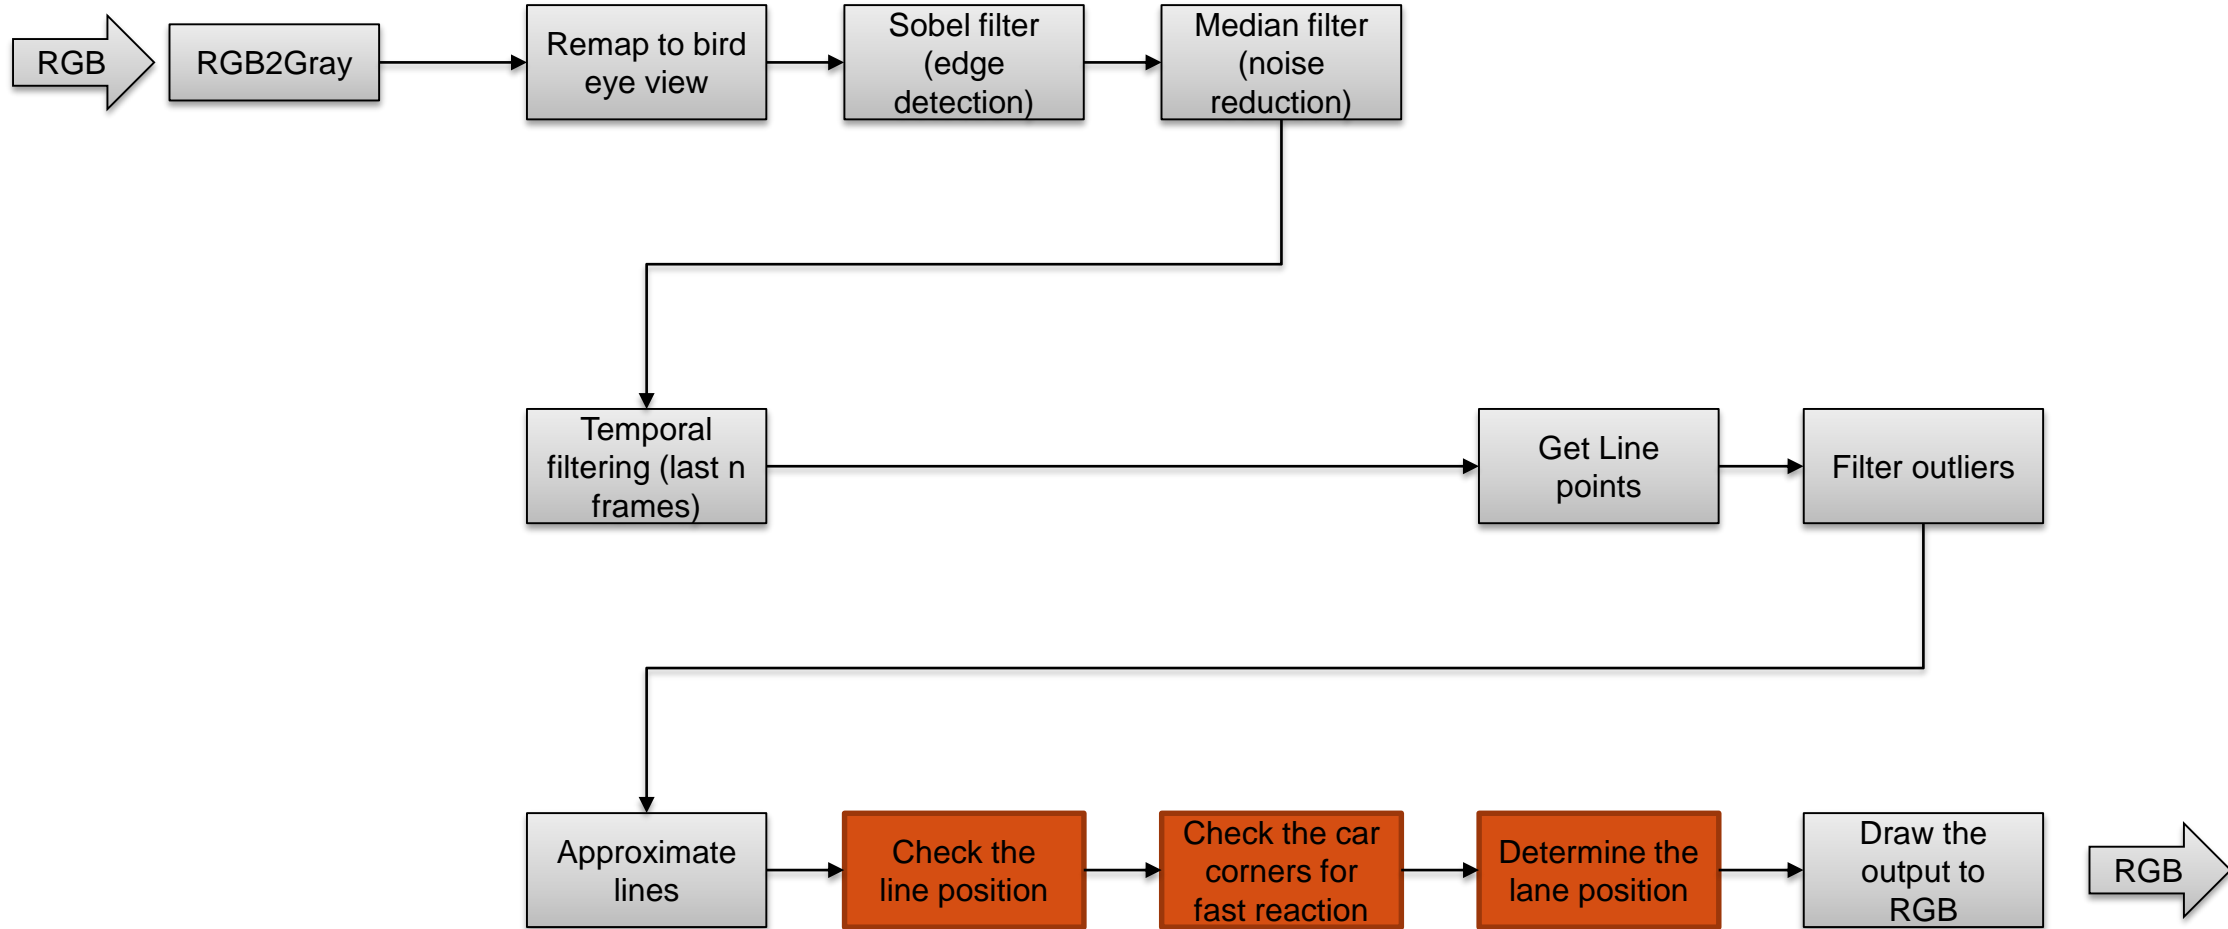 RGB
RGB2Gray
Remap to bird
eye view
Sobel filter
(edge
detection)
Median filter
(noise
reduction)
Temporal
filtering (last n
frames)
Get Line
points
Filter outliers
Approximate
lines
Check the
line position
Check the car
corners for
fast reaction
Determine the
lane position
Draw the
output to
RGB
RGB